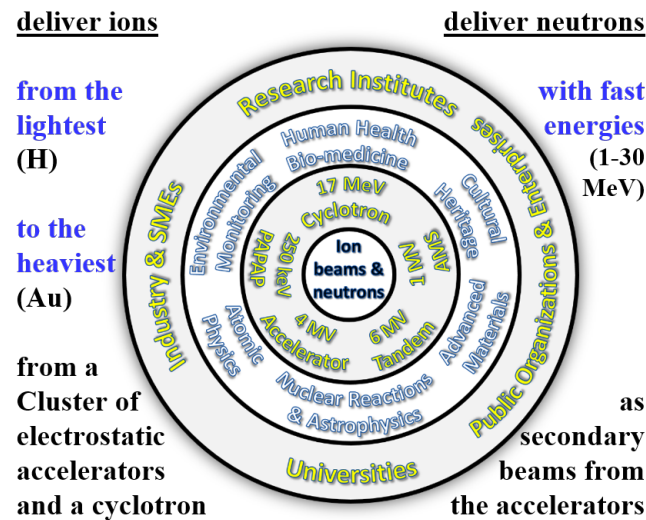 deliver ions
from the
lightest
(H)
to the
heaviest
(Au)
from a
Cluster of
electrostatic
accelerators
and a cyclotron
deliver neutrons
with fast
energies
(1-30
MeV)
as
secondary
beams from
the accelerators
Research Institutes
Public Organizations & Enterprises
Universities
Industry & SMEs
Human Health
Bio-medicine
Cultural
Heritage
Advanced
Materials
Nuclear Reactions
& Astrophysics
Atomic
Physics
Environmental
Monitoring
17 MeV
Cyclotron
AMS
1 MV
6 MV
Tandem
4 MV
Accelerator
250 keV
PAPAP
Ion
beams &
neutrons